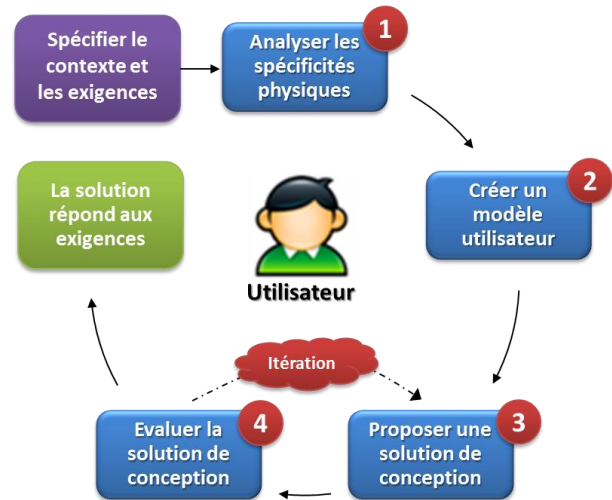 Spécifier le
contexte et
les exigences
1
Analyser les
spécificités
physiques
2
Créer un
modèle
utilisateur
La solution
répond aux
exigences
Utilisateur
Itération
3
Proposer une
solution de
conception
4
Evaluer la
solution de
conception